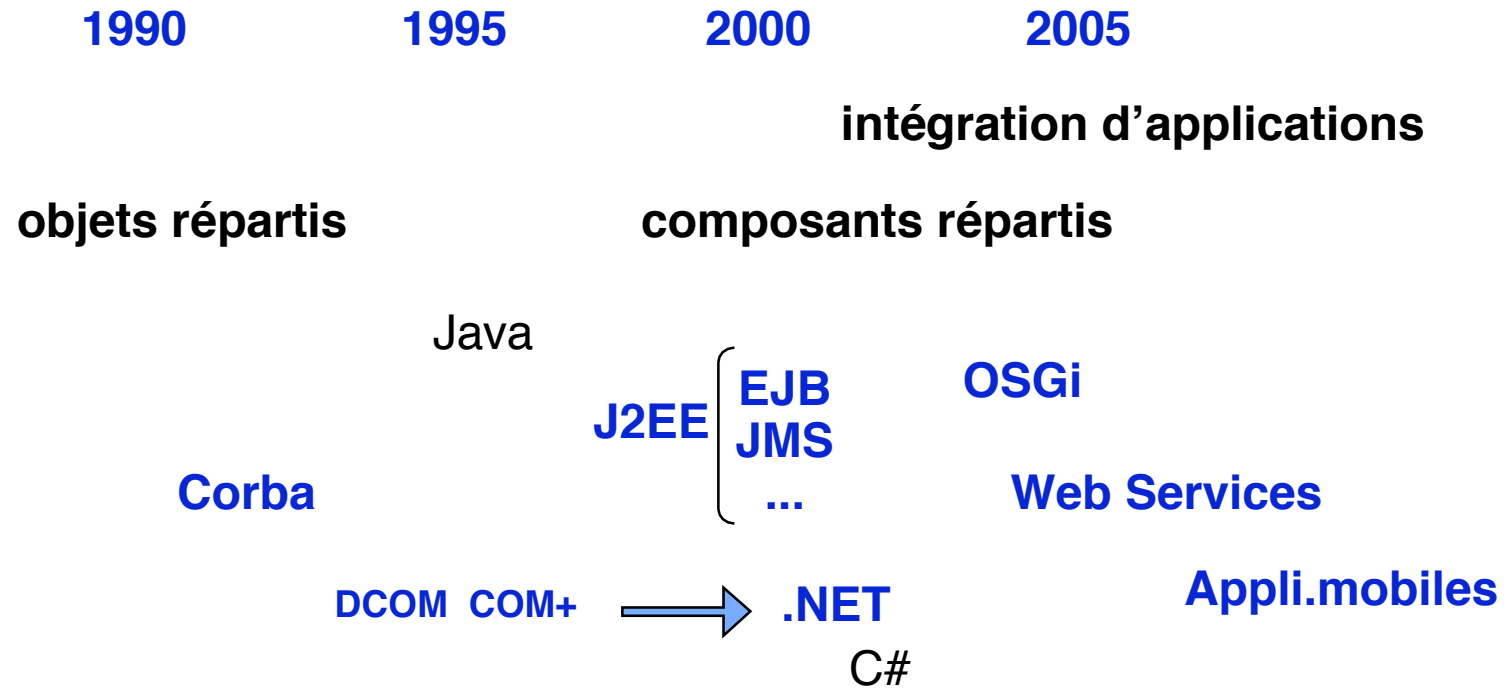 1990 1995 2000 2005
intégration d’applications
objets répartis composants répartis
Java
EJB OSGi
J2EE
JMS
Corba ... Web Services
Appli.mobiles
DCOM COM+ .NET
C#